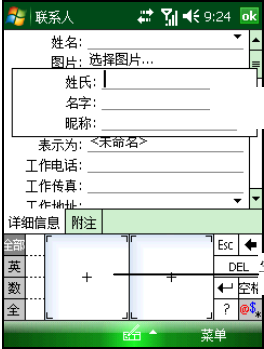 联系人 9:24 ok
姓名:
图片: 选择图片...
姓氏:
名字:
昵称:
表示为: <未命名>
工作电话:
工作传真:
工作地址:
详细信息 附注
全部 Esc
英 DEL
数 空格
全 ? @$*
菜单